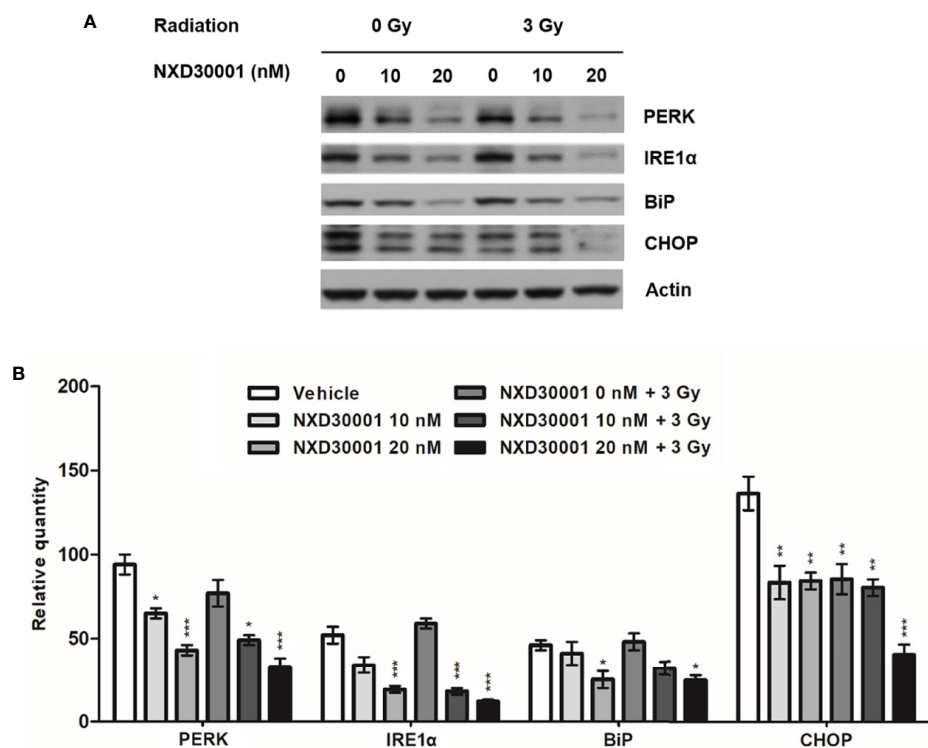 A
Radiation 0 Gy 3 Gy
NXD30001 (nM) 0 10 20 0 10 20
PERK
IRE1α
BiP
CHOP
Actin
B
Vehicle NXD30001 0 nM + 3 Gy
NXD30001 10 nM NXD30001 10 nM + 3 Gy
NXD30001 20 nM NXD30001 20 nM + 3 Gy
Relative quantity
200
150
100
50
0
* *** * ***
*** *** ***
* *
** ** ** ** ***
PERK IRE1α BiP CHOP